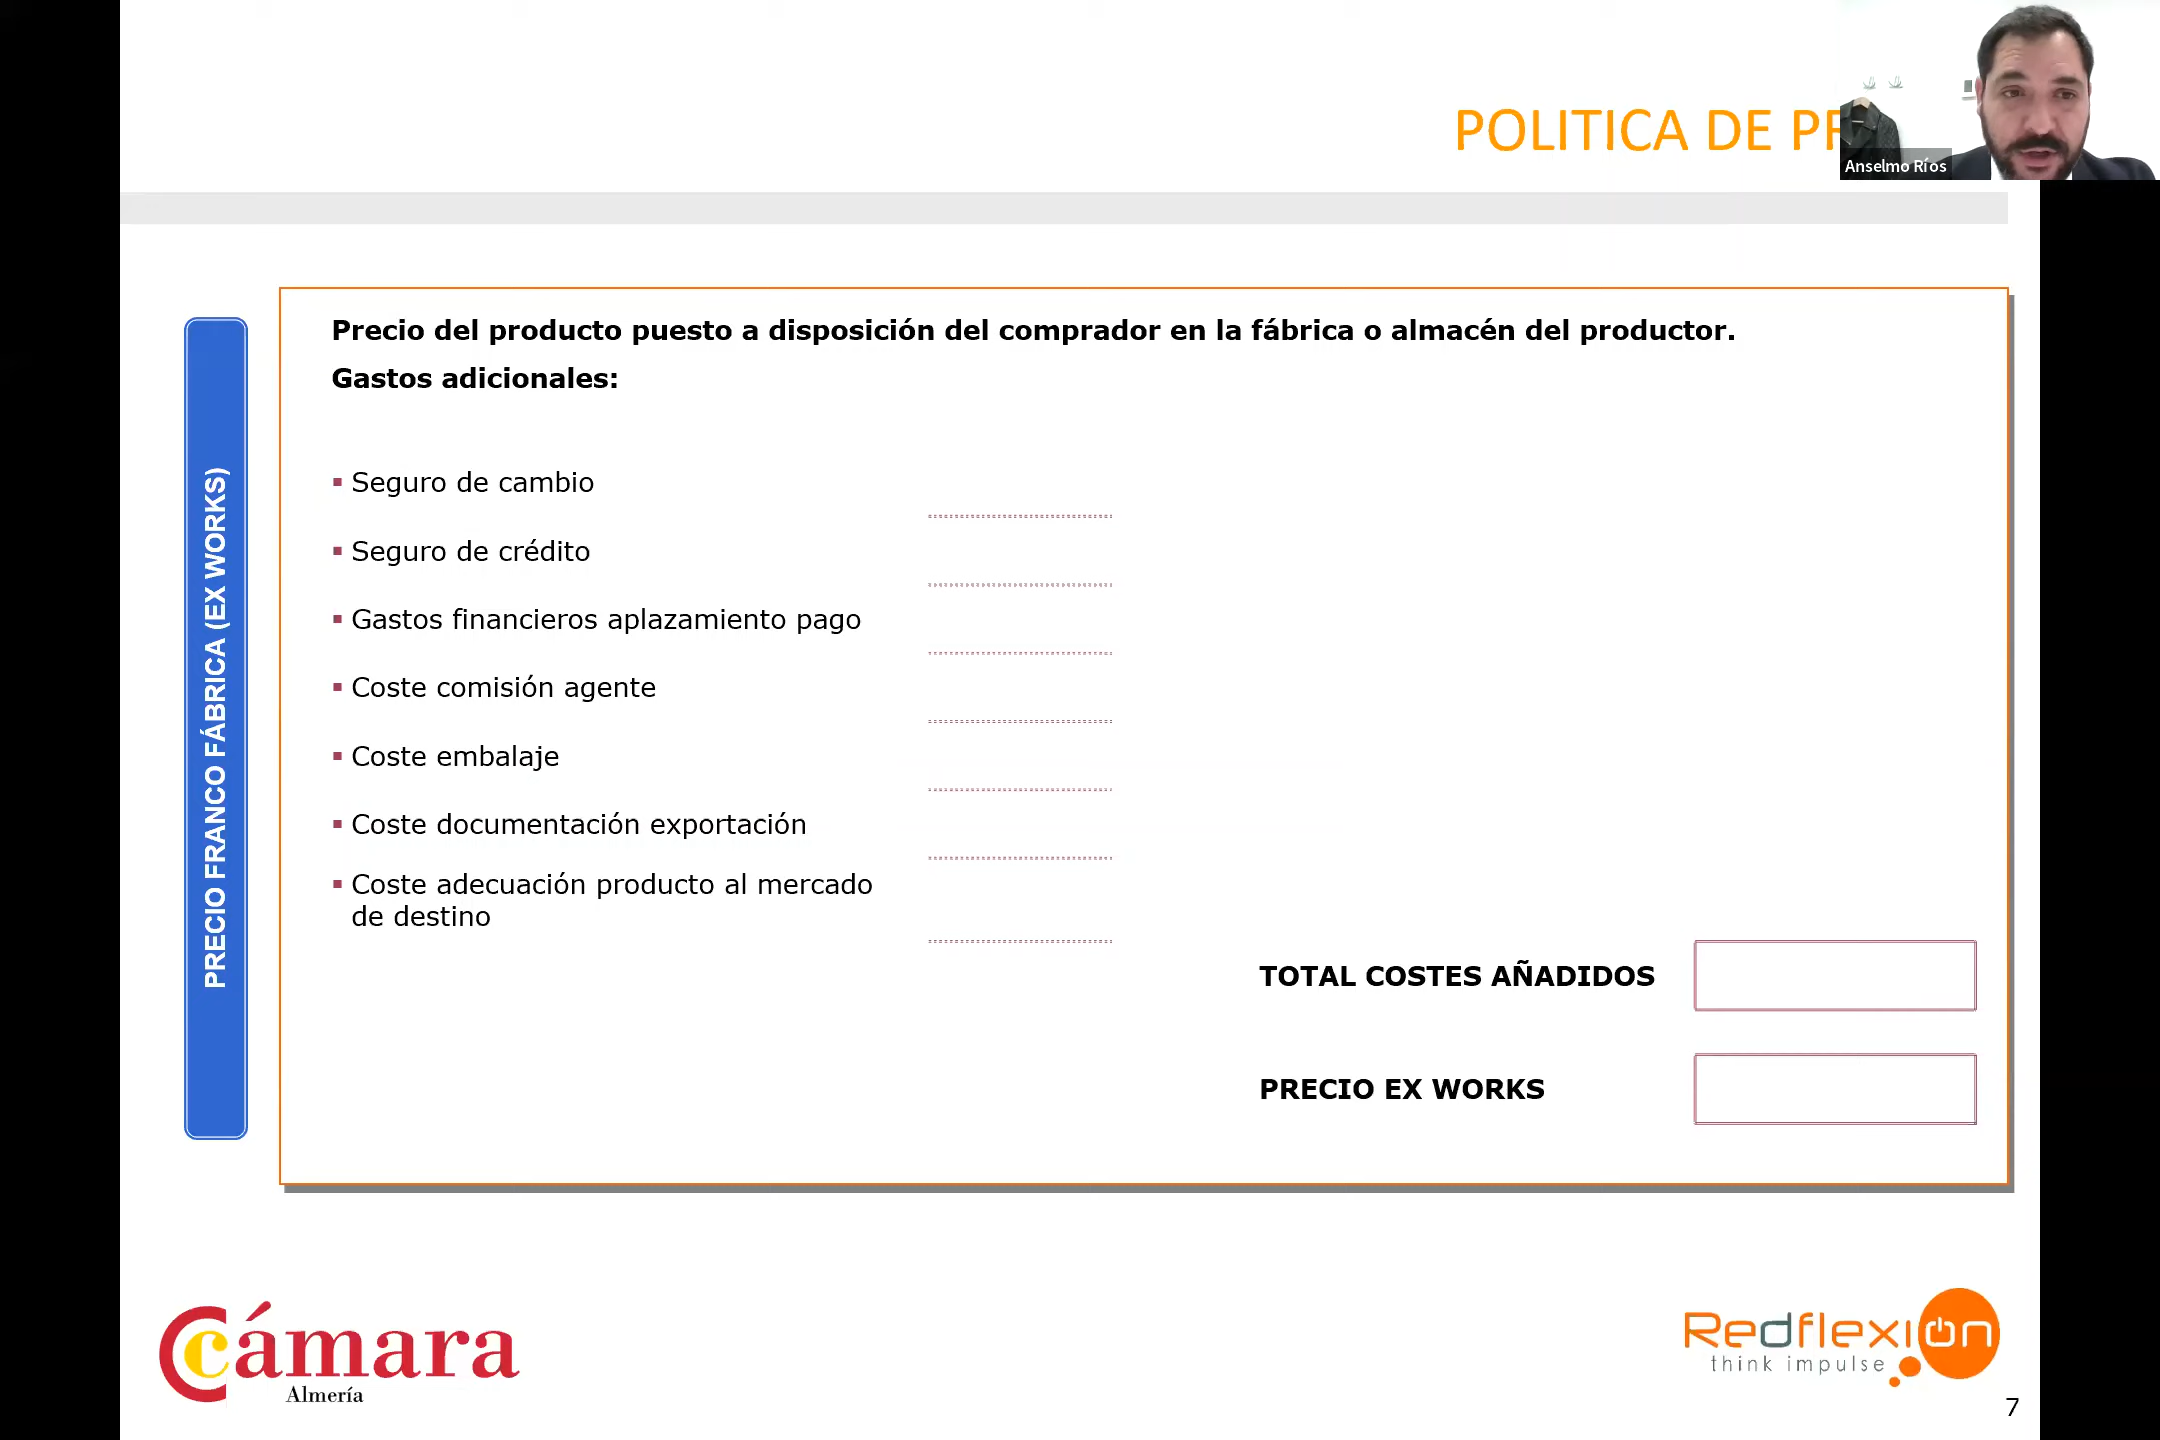 POLITICA DE
Anselmo Ríos
PRECIO FRANCO FÁBRICA (EX WORKS)
Precio del producto puesto a disposición del comprador en la fábrica o almacén del productor.
Gastos adicionales:
▪ Seguro de cambio
▪ Seguro de crédito
▪ Gastos financieros aplazamiento pago
▪ Coste comisión agente
▪ Coste embalaje
▪ Coste documentación exportación
▪ Coste adecuación producto al mercado
de destino
TOTAL COSTES AÑADIDOS
PRECIO EX WORKS
Cámara
Almería
Redflexion
think impulse
7